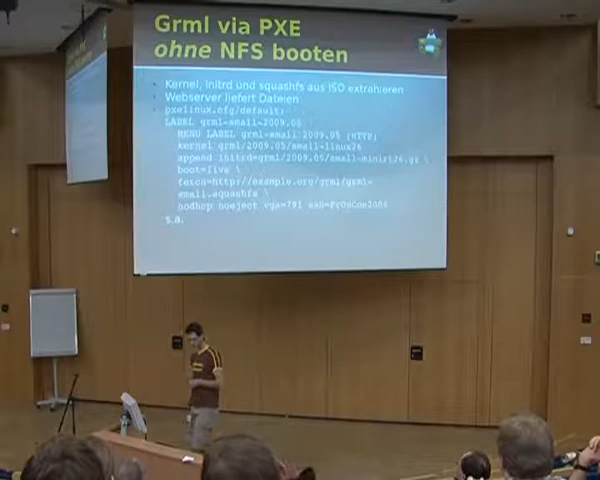 Grml via PXE
ohne NFS booten
Kernel, Initrd und squashfs aus ISO extrahieren
Webserver liefert Dateien
pxelinux.cfg/default:
LABEL grml-small-2009.05
MENU LABEL grml-small 2009.05 (HTTP)
kernel grml/2009.05/small-linux26
append initrd=grml/2009.05/small-minirt26.gz \
boot=live \
fetch=http://example.org/grml/grml-
small.squashfs \
nodhcp noeject vga=791 ssh=FrOSCon2009
s.a.